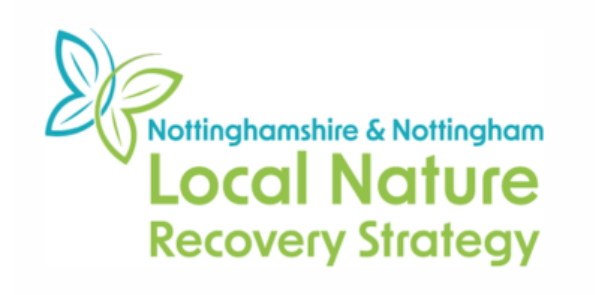 Nottinghamshire & Nottingham
Local Nature
Recovery Strategy